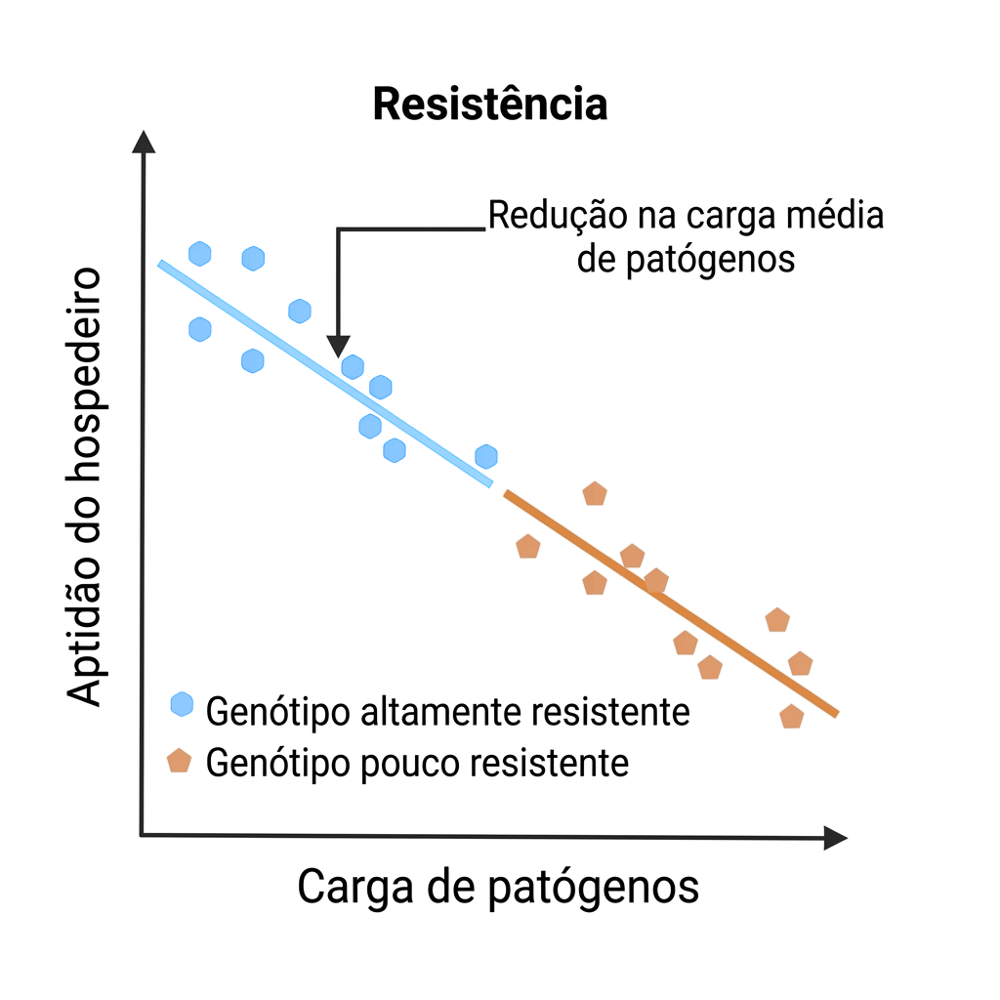 Resistência
Redução na carga média
de patógenos
Aptidão do hospedeiro
Genótipo altamente resistente
Genótipo pouco resistente
Carga de patógenos